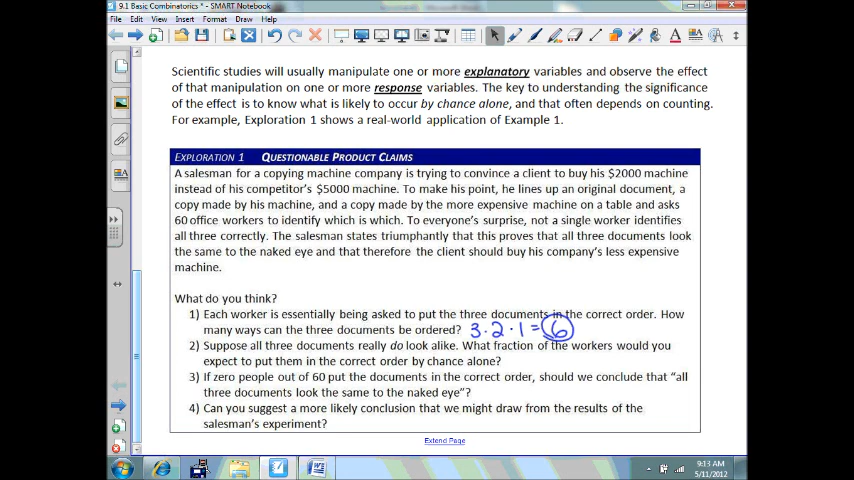 9.1 Basic Combinatorics * - SMART Notebook
File Edit View Insert Format Draw Help
Scientific studies will usually manipulate one or more explanatory variables and observe the effect
of that manipulation on one or more response variables. The key to understanding the significance
of the effect is to know what is likely to occur by chance alone, and that often depends on counting.
For example, Exploration 1 shows a real-world application of Example 1.
EXPLORATION 1 QUESTIONABLE PRODUCT CLAIMS
A salesman for a copying machine company is trying to convince a client to buy his $2000 machine
instead of his competitor's $5000 machine. To make his point, he lines up an original document, a
copy made by his machine, and a copy made by the more expensive machine on a table and asks
60 office workers to identify which is which. To everyone's surprise, not a single worker identifies
all three correctly. The salesman states triumphantly that this proves that all three documents look
the same to the naked eye and that therefore the client should buy his company's less expensive
machine.
What do you think?
1) Each worker is essentially being asked to put the three documents in the correct order. How
many ways can the three documents be ordered? 3 · 2 · 1 = 6
2) Suppose all three documents really do look alike. What fraction of the workers would you
expect to put them in the correct order by chance alone?
3) If zero people out of 60 put the documents in the correct order, should we conclude that "all
three documents look the same to the naked eye"?
4) Can you suggest a more likely conclusion that we might draw from the results of the
salesman's experiment?
Extend Page
9:13 AM
5/11/2012